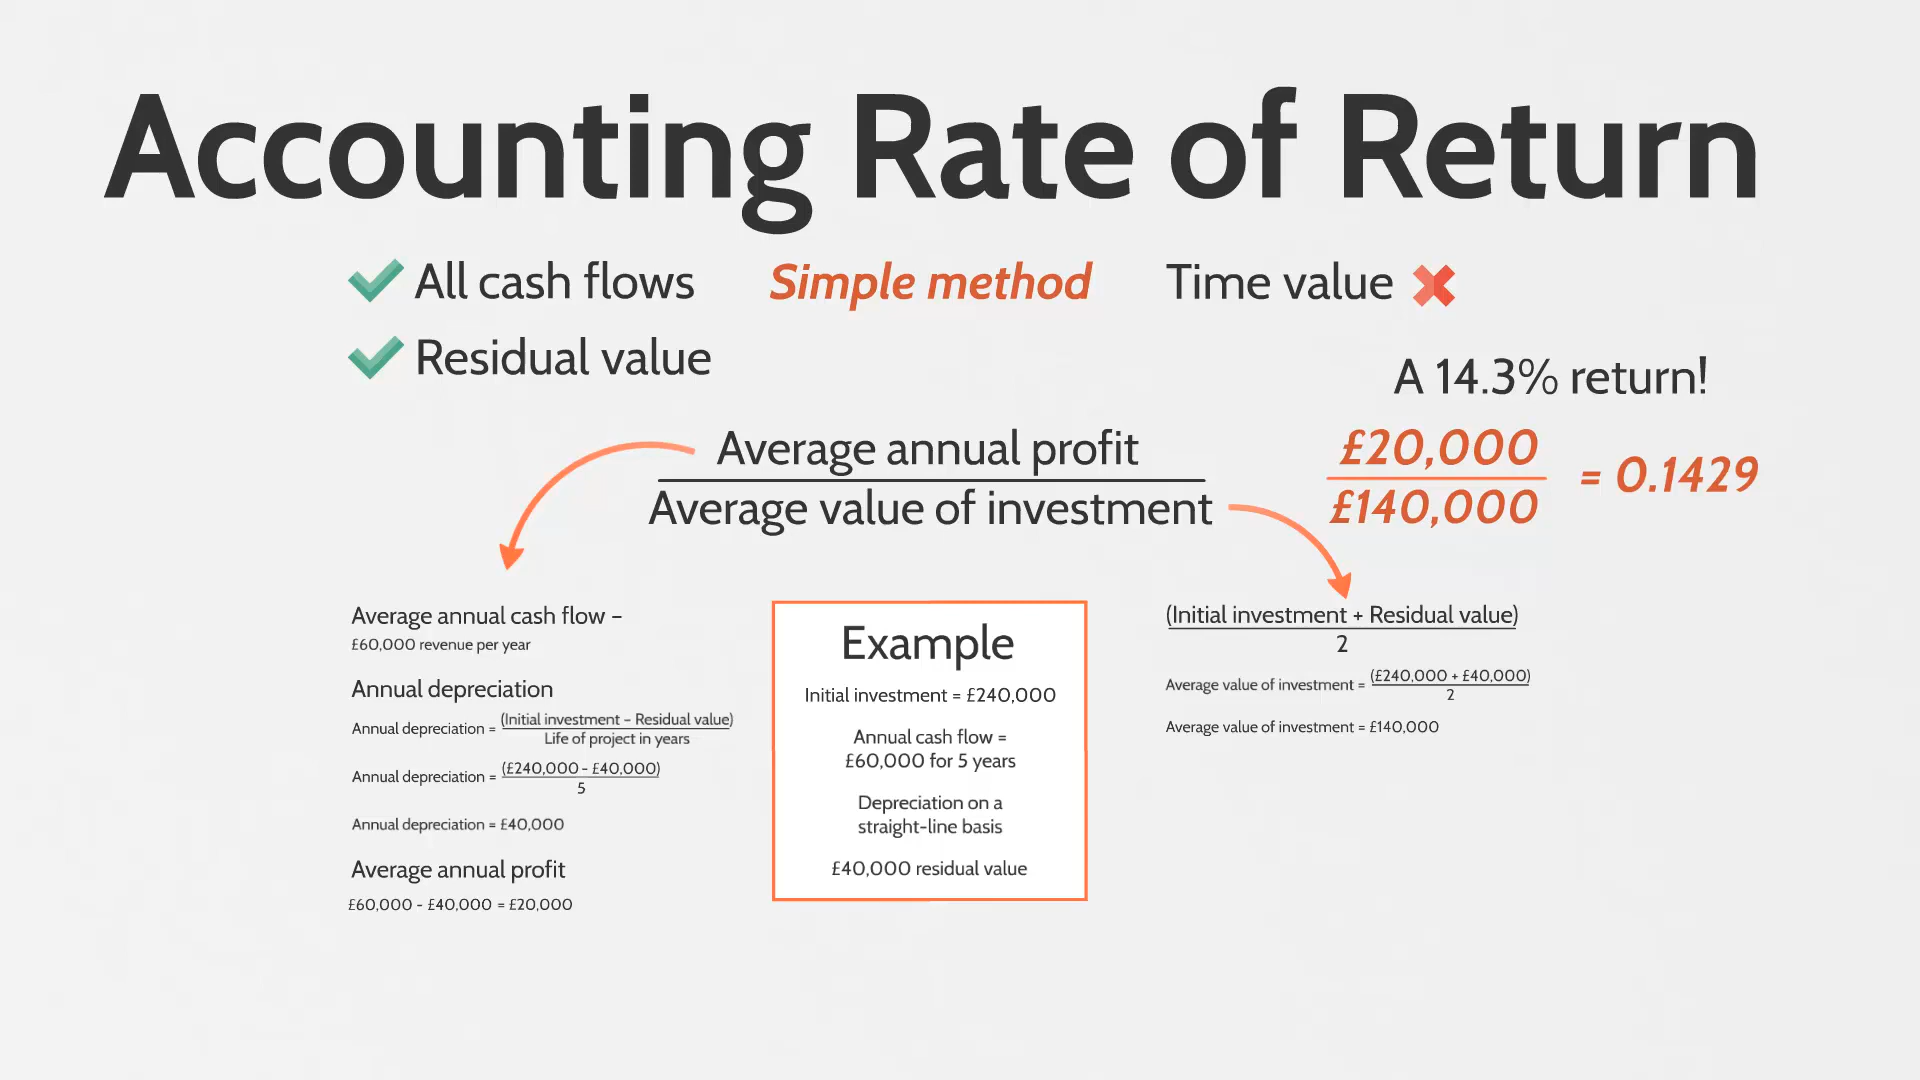 Accounting Rate of Return
All cash flows
Simple method
Time value
Residual value
A 14.3% return!
Average annual profit
Average value of investment
£20,000
£140,000
= 0.1429
Average annual cash flow –
£60,000 revenue per year
Annual depreciation
Annual depreciation = (Initial investment – Residual value)
Life of project in years
Annual depreciation = (£240,000 - £40,000)
5
Annual depreciation = £40,000
Average annual profit
£60,000 - £40,000 = £20,000
Example
Initial investment = £240,000
Annual cash flow =
£60,000 for 5 years
Depreciation on a
straight-line basis
£40,000 residual value
(Initial investment + Residual value)
2
Average value of investment = (£240,000 + £40,000)
2
Average value of investment = £140,000